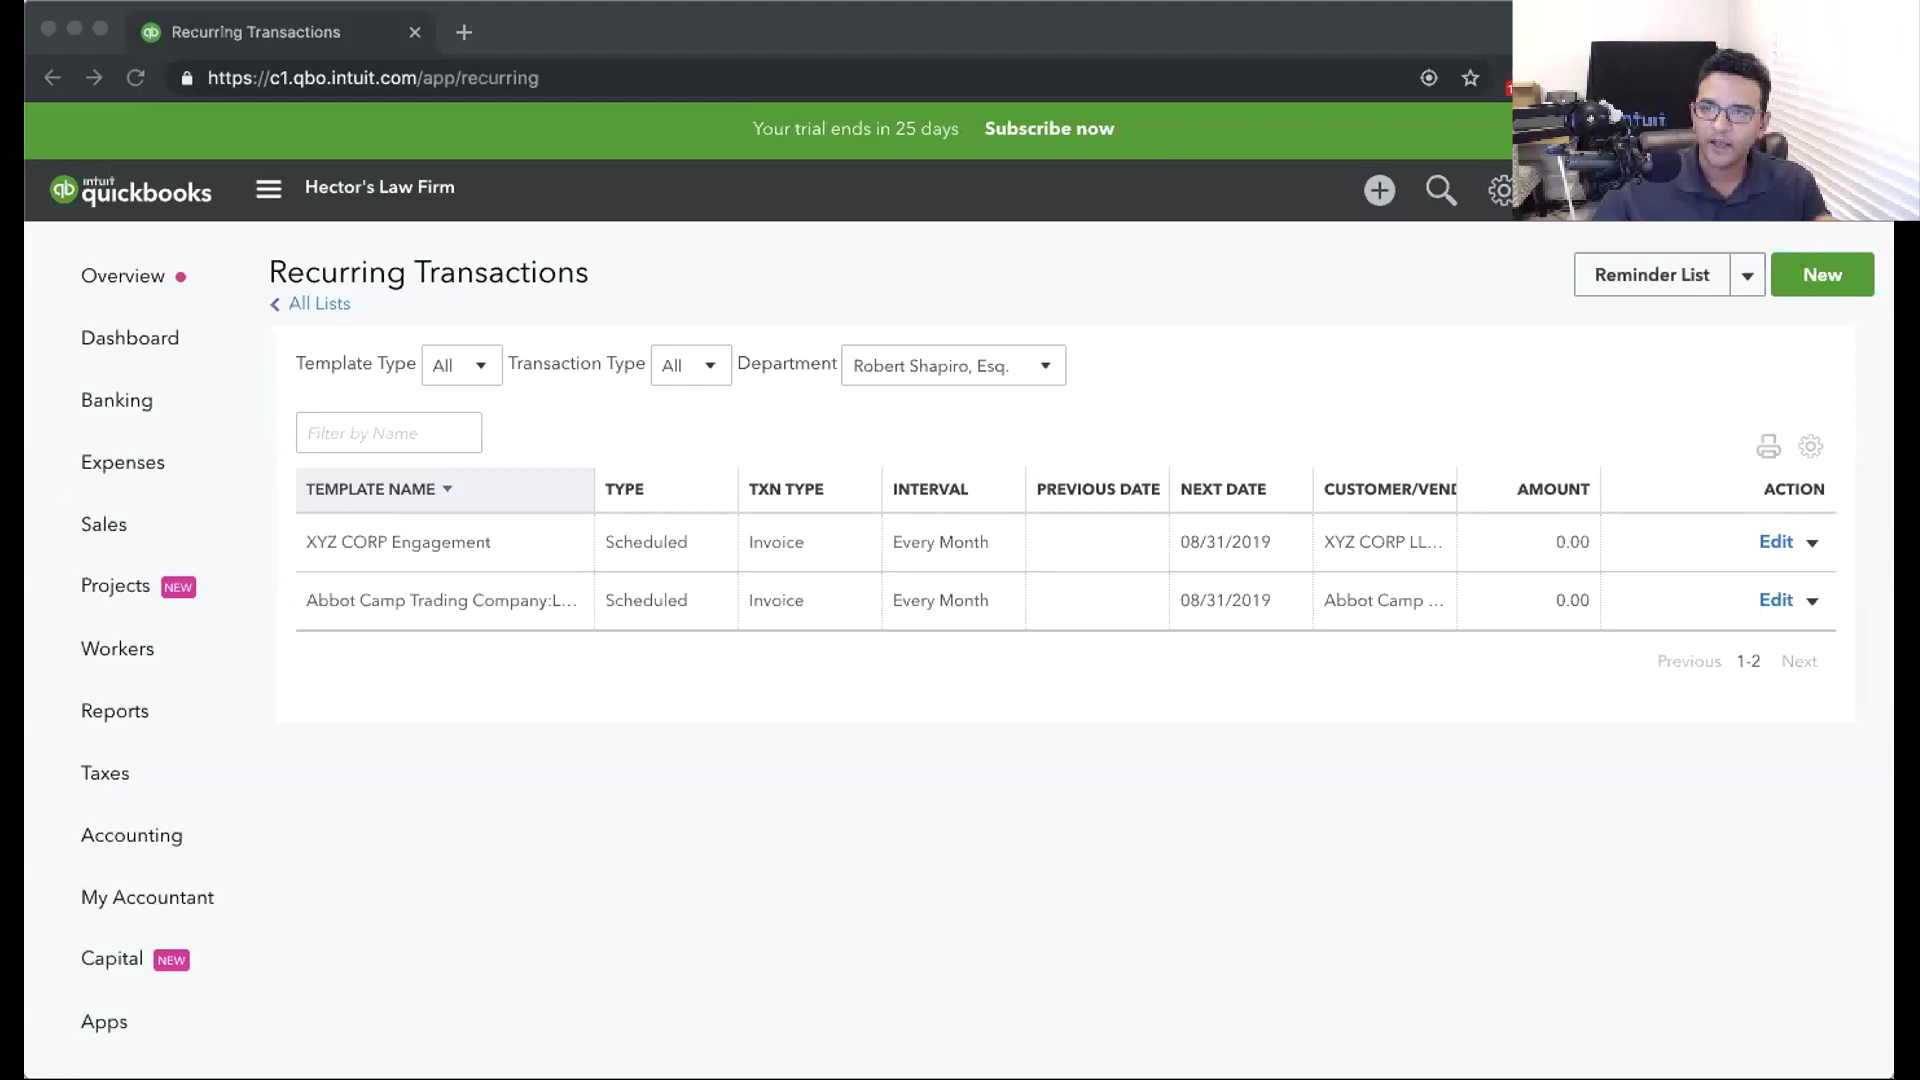 Recurring Transactions
https://c1.qbo.intuit.com/app/recurring
Your trial ends in 25 days Subscribe now
intuit
qb quickbooks
Hector's Law Firm
intuit
Overview
Dashboard
Banking
Expenses
Sales
Projects NEW
Workers
Reports
Taxes
Accounting
My Accountant
Capital NEW
Apps
Recurring Transactions
All Lists
Reminder List
New
Template Type All Transaction Type All Department Robert Shapiro, Esq.
Filter by Name
TEMPLATE NAME TYPE TXN TYPE INTERVAL PREVIOUS DATE NEXT DATE CUSTOMER/VEND AMOUNT ACTION
XYZ CORP Engagement Scheduled Invoice Every Month 08/31/2019 XYZ CORP LL... 0.00 Edit
Abbot Camp Trading Company:L... Scheduled Invoice Every Month 08/31/2019 Abbot Camp ... 0.00 Edit
Previous 1-2 Next